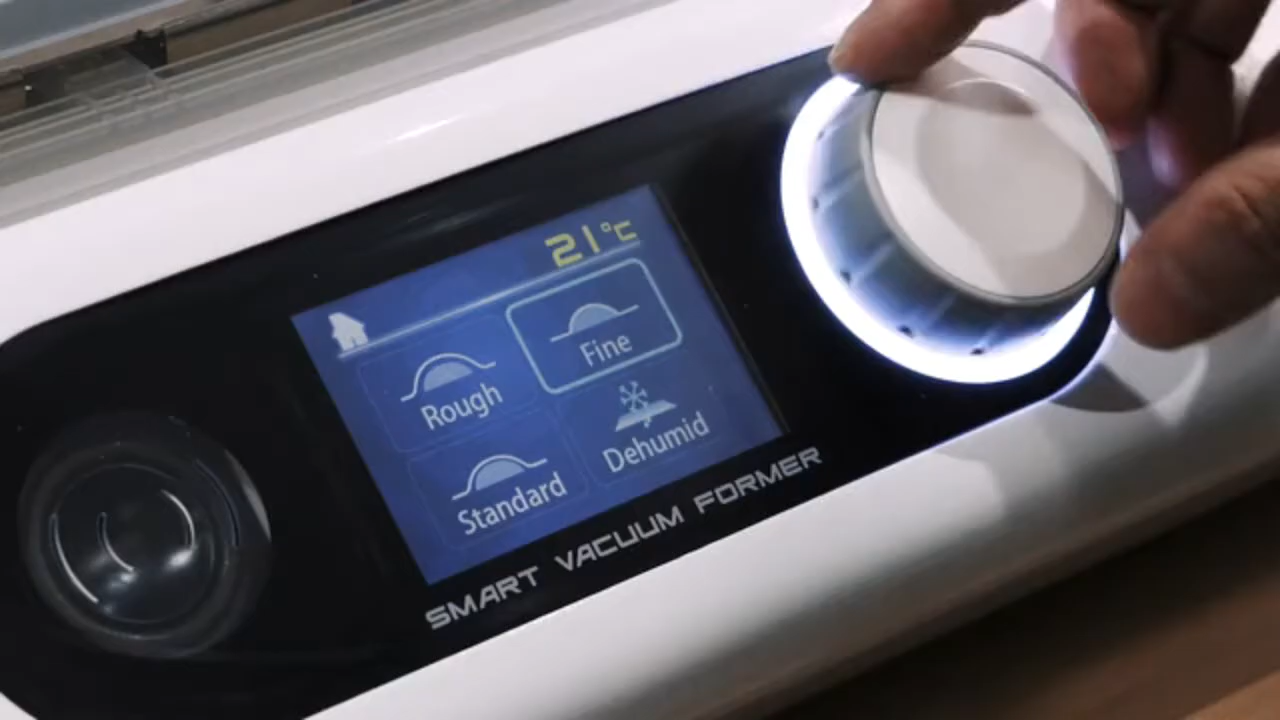 21°C
Rough
Fine
Standard
Dehumid
SMART VACUUM FORMER